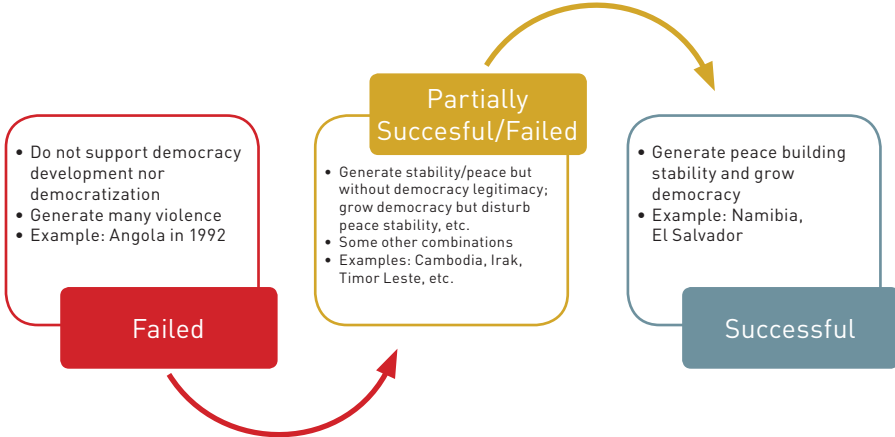 • Do not support democracy
development nor
democratization
• Generate many violence
• Example: Angola in 1992
Failed
Partially
Succesful/Failed
• Generate stability/peace but
without democracy legitimacy;
grow democracy but disturb
peace stability, etc.
• Some other combinations
• Examples: Cambodia, Irak,
Timor Leste, etc.
• Generate peace building
stability and grow
democracy
• Example: Namibia,
El Salvador
Successful